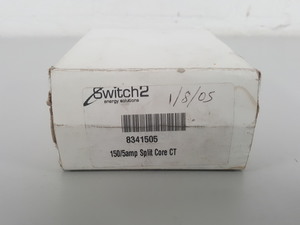 Switch2
energy solutions
1/8/05
8341505
150/5amp Split Core CT